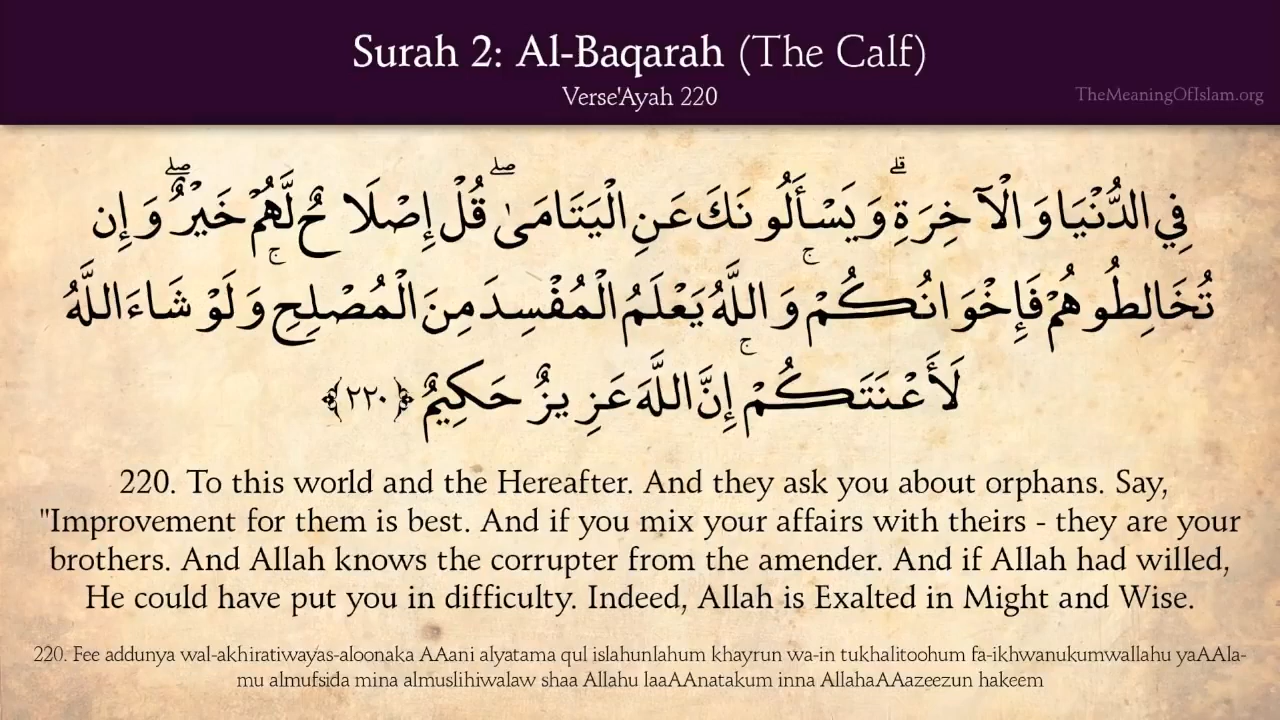 Surah 2: Al-Baqarah (The Calf)
Verse'Ayah 220
TheMeaningOfIslam.org
فِي الدُّنْيَا وَالْآخِرَةِ ۗ وَيَسْأَلُونَكَ عَنِ الْيَتَامَىٰ ۖ قُلْ إِصْلَاحٌ لَّهُمْ خَيْرٌ ۖ وَإِن
تُخَالِطُوهُمْ فَإِخْوَانُكُمْ ۚ وَاللَّهُ يَعْلَمُ الْمُفْسِدَ مِنَ الْمُصْلِحِ ۚ وَلَوْ شَاءَ اللَّهُ
لَأَعْنَتَكُمْ ۚ إِنَّ اللَّهَ عَزِيزٌ حَكِيمٌ ﴿٢٢٠﴾
220. To this world and the Hereafter. And they ask you about orphans. Say,
"Improvement for them is best. And if you mix your affairs with theirs - they are your
brothers. And Allah knows the corrupter from the amender. And if Allah had willed,
He could have put you in difficulty. Indeed, Allah is Exalted in Might and Wise.
220. Fee addunya wal-akhiratiwayas-aloonaka AAani alyatama qul islahunlahum khayrun wa-in tukhalitoohum fa-ikhwanukumwallahu yaAAla-
mu almufsida mina almuslihiwalaw shaa Allahu laaAAnatakum inna AllahaAAazeezun hakeem